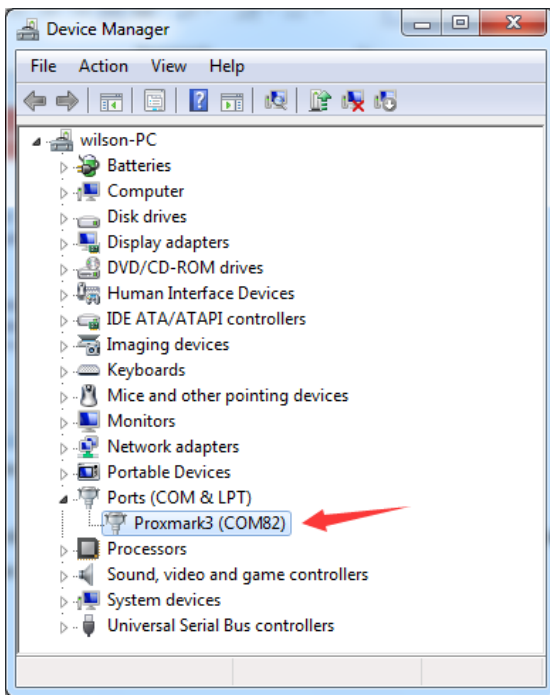 Device Manager
File Action View Help
wilson-PC
Batteries
Computer
Disk drives
Display adapters
DVD/CD-ROM drives
Human Interface Devices
IDE ATA/ATAPI controllers
Imaging devices
Keyboards
Mice and other pointing devices
Monitors
Network adapters
Portable Devices
Ports (COM & LPT)
Proxmark3 (COM82)
Processors
Sound, video and game controllers
System devices
Universal Serial Bus controllers